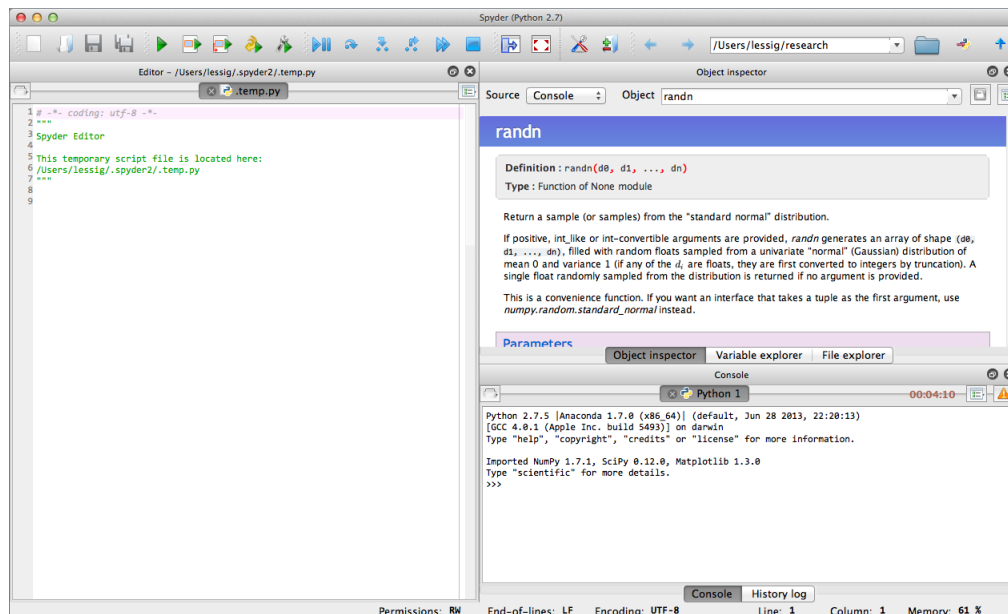 Spyder (Python 2.7)
/Users/lessig/research
Editor – /Users/lessig/.spyder2/.temp.py
.temp.py
1 # -*- coding: utf-8 -*-
2 """
3 Spyder Editor
4
5 This temporary script file is located here:
6 /Users/lessig/.spyder2/.temp.py
7 """
8
9
Object inspector
Source Console Object randn
randn
Definition : randn(d0, d1, ..., dn)
Type : Function of None module
Return a sample (or samples) from the "standard normal" distribution.
If positive, int_like or int-convertible arguments are provided, randn generates an array of shape (d0,
d1, ..., dn), filled with random floats sampled from a univariate "normal" (Gaussian) distribution of
mean 0 and variance 1 (if any of the d_i are floats, they are first converted to integers by truncation). A
single float randomly sampled from the distribution is returned if no argument is provided.
This is a convenience function. If you want an interface that takes a tuple as the first argument, use
numpy.random.standard_normal instead.
Parameters
Object inspector Variable explorer File explorer
Console
Python 1 00:04:10
Python 2.7.5 |Anaconda 1.7.0 (x86_64)| (default, Jun 28 2013, 22:20:13)
[GCC 4.0.1 (Apple Inc. build 5493)] on darwin
Type "help", "copyright", "credits" or "license" for more information.
Imported NumPy 1.7.1, SciPy 0.12.0, Matplotlib 1.3.0
Type "scientific" for more details.
>>>
Console History log
Permissions: RW End-of-lines: LF Encoding: UTF-8 Line: 1 Column: 1 Memory: 61 %